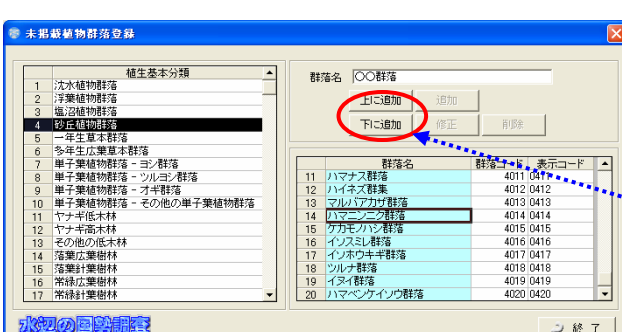 未掲載植物群落登録
植生基本分類
1 沈水植物群落
2 浮葉植物群落
3 塩沼植物群落
4 砂丘植物群落
5 一年生草本群落
6 多年生広葉草本群落
7 単子葉植物群落 - ヨシ群落
8 単子葉植物群落 - ツルヨシ群落
9 単子葉植物群落 - オギ群落
10 単子葉植物群落 - その他の単子葉植物群落
11 ヤナギ低木林
12 ヤナギ高木林
13 その他の低木林
14 落葉広葉樹林
15 落葉針葉樹林
16 常緑広葉樹林
17 常緑針葉樹林
群落名 〇〇群落
上に追加 追加
下に追加 修正 削除
群落名 群落コード 表示コード
11 ハマナス群落 4011 0411
12 ハイネズ群集 4012 0412
13 マルバアカザ群落 4013 0413
14 ハマニンニク群落 4014 0414
15 ケカモノハシ群落 4015 0415
16 イソスミレ群落 4016 0416
17 イソホウキギ群落 4017 0417
18 ツルナ群落 4018 0418
19 イヌイ群落 4019 0419
20 ハマベンケイソウ群落 4020 0420
水辺の国勢調査
終 了